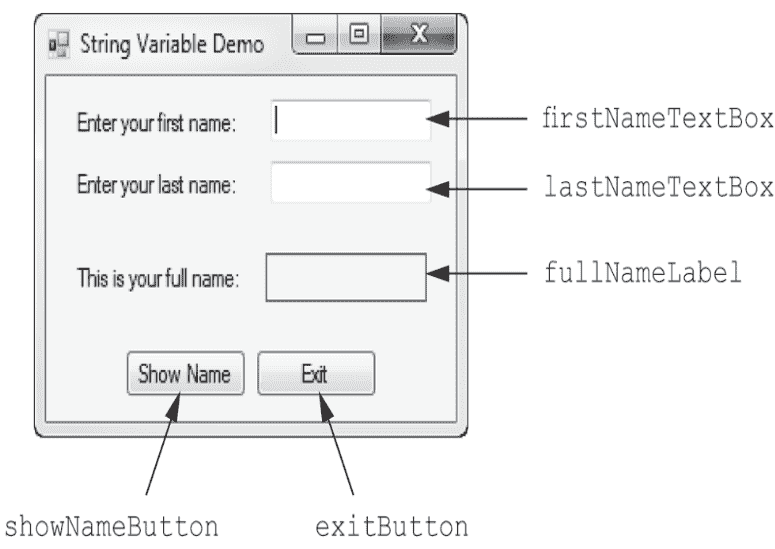 String Variable Demo
Enter your first name:
firstNameTextBox
Enter your last name:
lastNameTextBox
This is your full name:
fullNameLabel
Show Name
Exit
showNameButton
exitButton